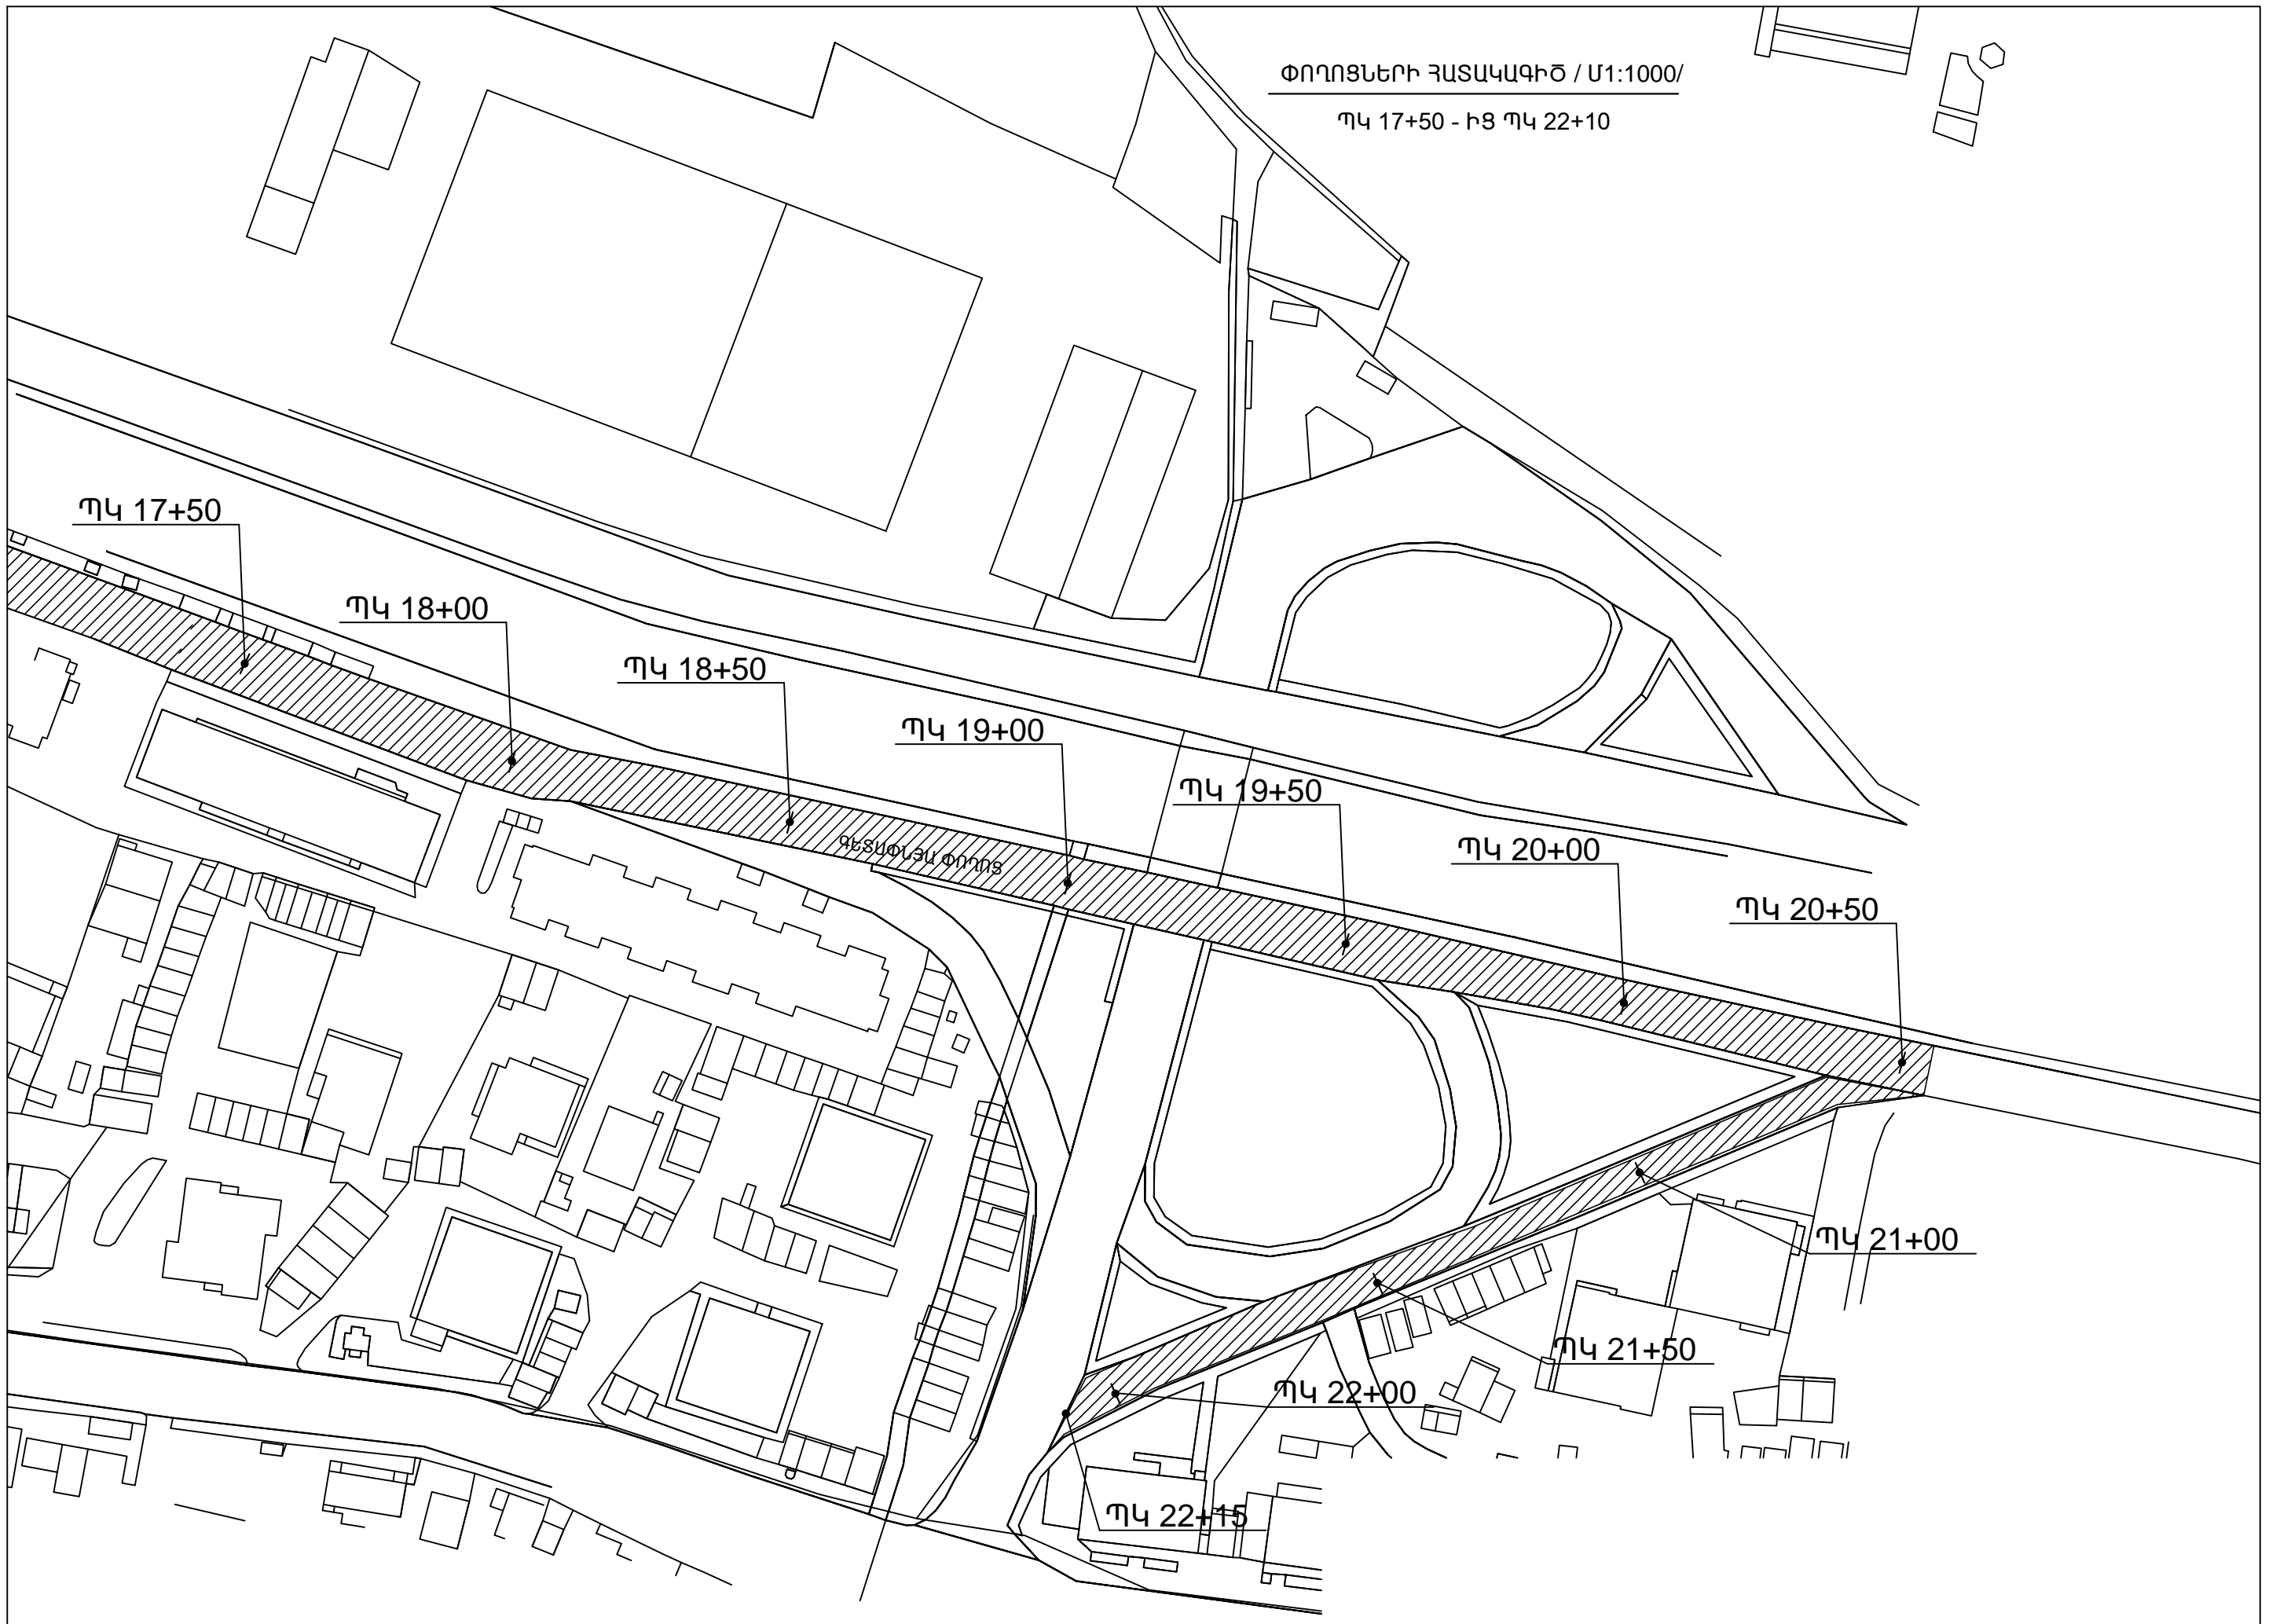 ՓՈՂՈՑՆԵՐԻ ՀԱՏԱԿԱԳԻԾ / Մ1:1000/
ՊԿ 17+50 - ԻՑ ՊԿ 22+10
ՊԿ 17+50
ՊԿ 18+00
ՊԿ 18+50
ՊԿ 19+00
ՊԿ 19+50
ՊԿ 20+00
ՊԿ 20+50
ԳԵՏԱՓՆՅԱ ՓՈՂՈՑ
ՊԿ 21+00
ՊԿ 21+50
ՊԿ 22+00
ՊԿ 22+15